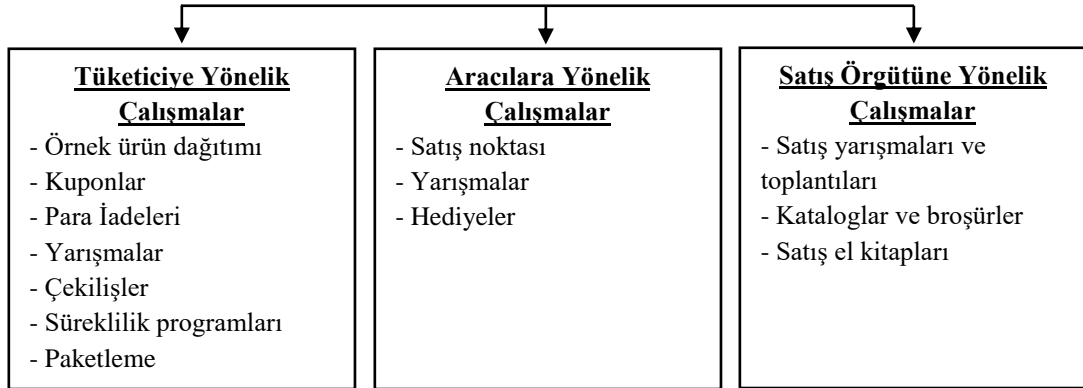 Tüketiciye Yönelik
Çalışmalar
- Örnek ürün dağıtımı
- Kuponlar
- Para İadeleri
- Yarışmalar
- Çekilişler
- Süreklilik programları
- Paketleme
Aracılara Yönelik
Çalışmalar
- Satış noktası
- Yarışmalar
- Hediyeler
Satış Örgütüne Yönelik
Çalışmalar
- Satış yarışmaları ve
toplantıları
- Kataloglar ve broşürler
- Satış el kitapları